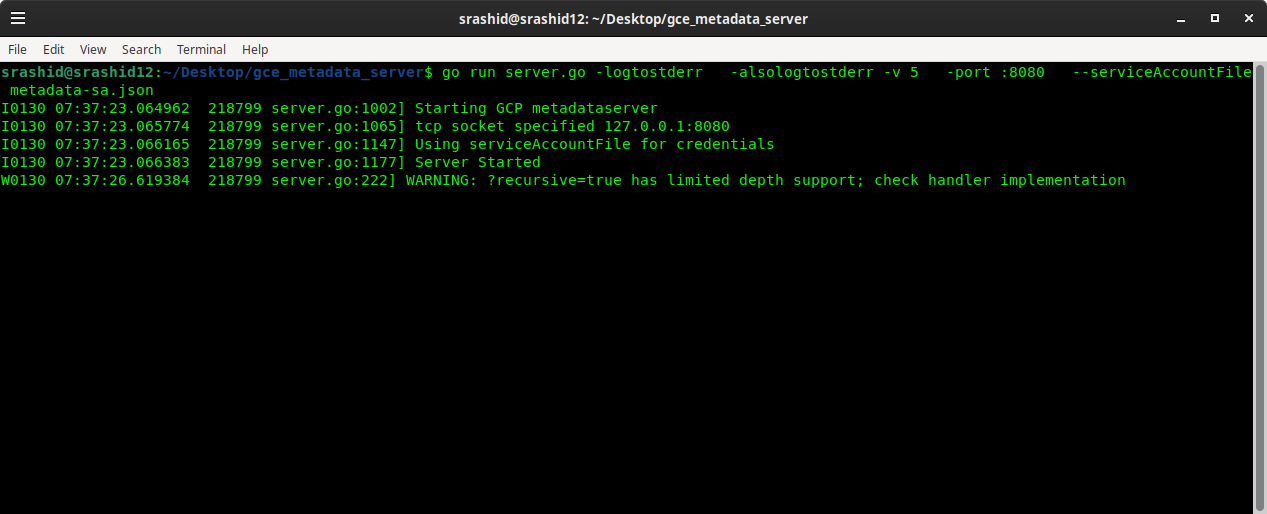 srashid@srashid12: ~/Desktop/gce_metadata_server
File Edit View Search Terminal Help
srashid@srashid12:~/Desktop/gce_metadata_server$ go run server.go -logtostderr   -alsologtostderr -v 5   -port :8080   --serviceAccountFile
 metadata-sa.json
I0130 07:37:23.064962  218799 server.go:1002] Starting GCP metadataserver
I0130 07:37:23.065774  218799 server.go:1065] tcp socket specified 127.0.0.1:8080
I0130 07:37:23.066165  218799 server.go:1147] Using serviceAccountFile for credentials
I0130 07:37:23.066383  218799 server.go:1177] Server Started
W0130 07:37:26.619384  218799 server.go:222] WARNING: ?recursive=true has limited depth support; check handler implementation